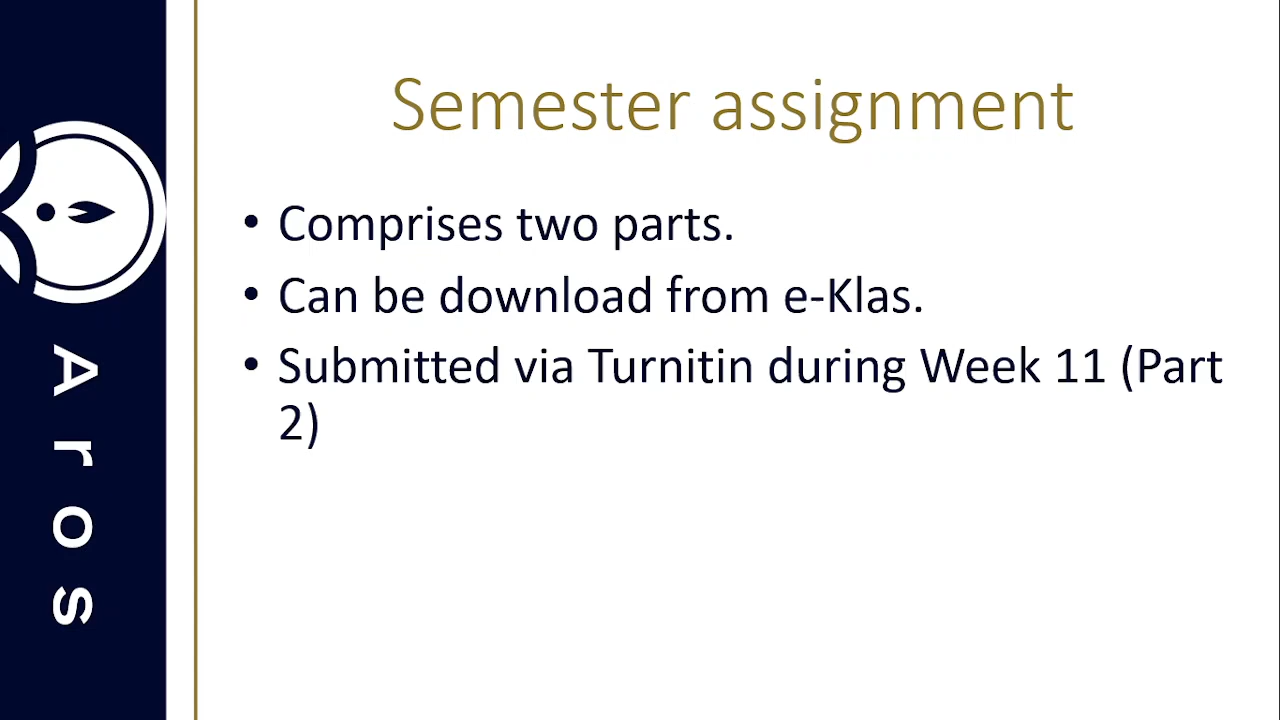 Semester assignment
• Comprises two parts.
• Can be download from e-Klas.
• Submitted via Turnitin during Week 11 (Part
2)
Aros